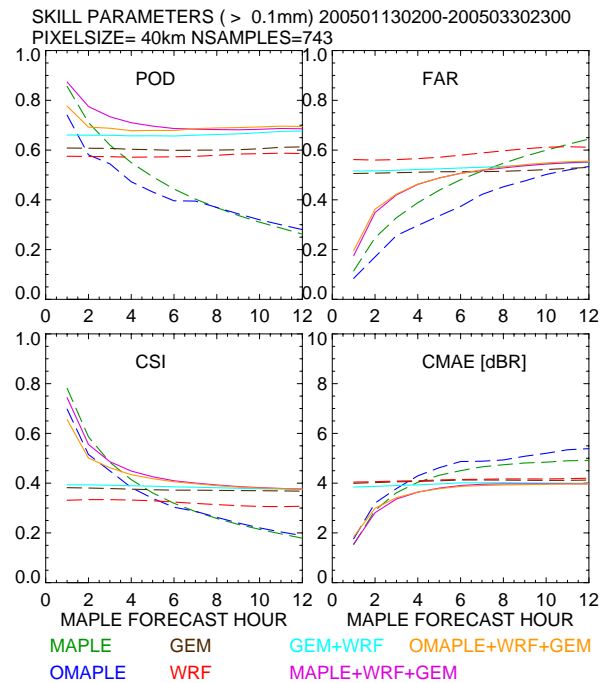 SKILL PARAMETERS ( > 0.1mm) 200501130200-200503302300
PIXELSIZE= 40km NSAMPLES=743
POD
FAR
1.0
0.8
0.6
0.4
0.2
0.0
1.0
0.8
0.6
0.4
0.2
0.0
0 2 4 6 8 10 12
0 2 4 6 8 10 12
CSI
CMAE [dBR]
1.0
0.8
0.6
0.4
0.2
0.0
10
8
6
4
2
0
0 2 4 6 8 10 12
0 2 4 6 8 10 12
MAPLE FORECAST HOUR
MAPLE FORECAST HOUR
MAPLE GEM GEM+WRF OMAPLE+WRF+GEM
OMAPLE WRF MAPLE+WRF+GEM